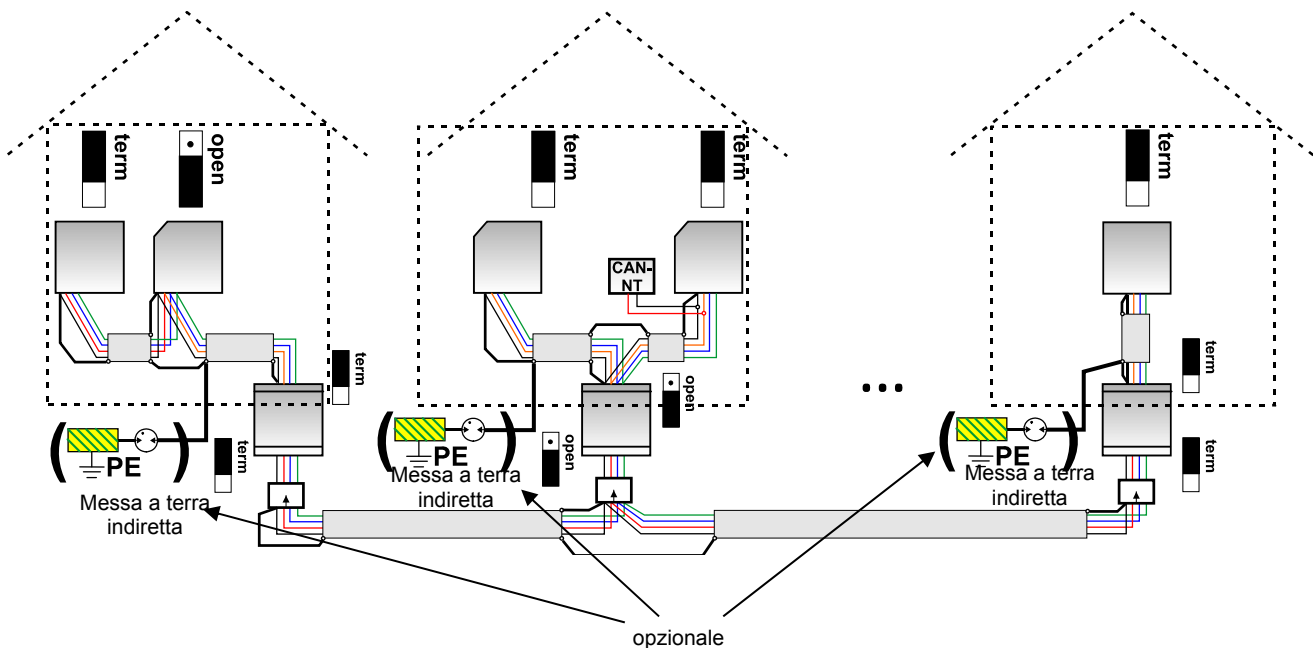 term
open
term
term
term
CAN-
NT
term
open
term
...
( PE )
Messa a terra
indiretta
term
( PE )
Messa a terra
indiretta
open
( PE )
Messa a terra
indiretta
term
opzionale